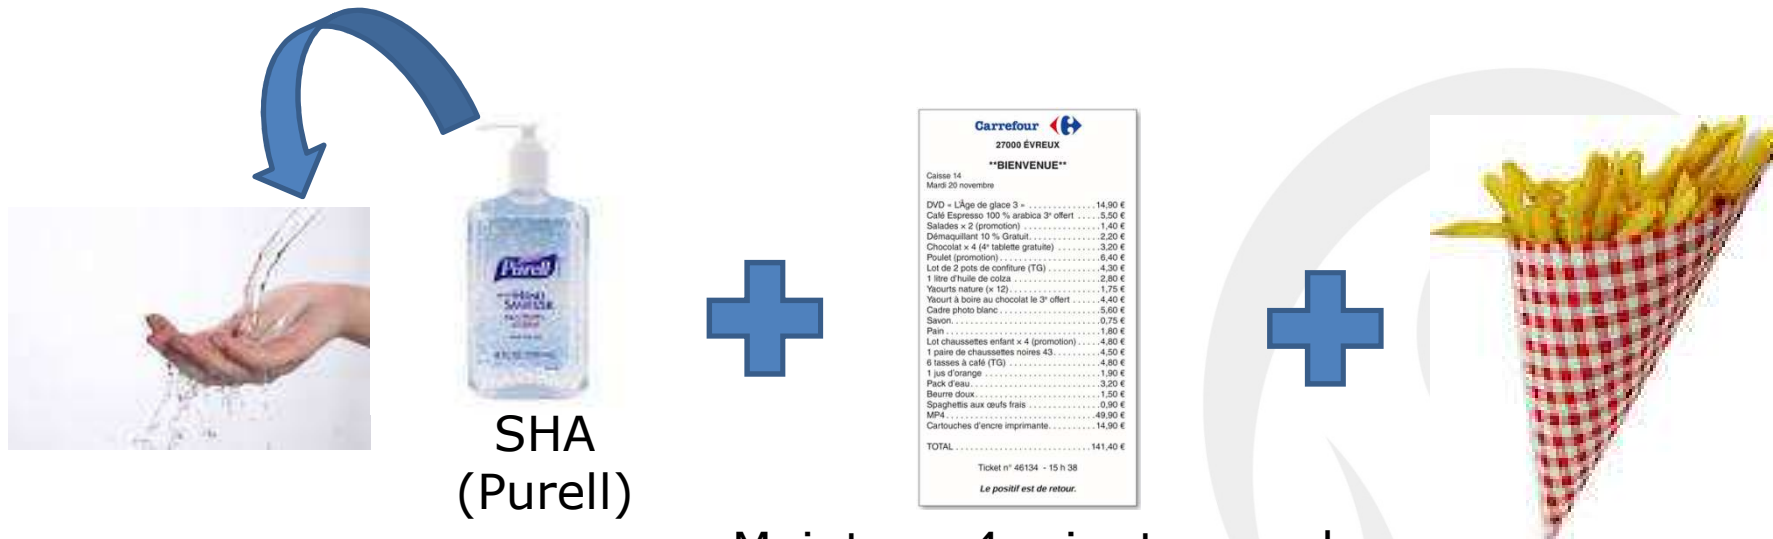 Purell
SHA
(Purell)
Carrefour
27000 ÉVREUX
**BIENVENUE**
Caisse 14
Mardi 20 novembre
DVD « L'Âge de glace 3 » . . . . . . . . . . . . . 14,90 €
Café Espresso 100 % arabica 3e offert . . . . . 5,50 €
Salades × 2 (promotion) . . . . . . . . . . . . . . . 1,40 €
Démaquillant 10 % Gratuit. . . . . . . . . . . . . . 2,20 €
Chocolat × 4 (4e tablette gratuite) . . . . . . . . 3,20 €
Poulet (promotion) . . . . . . . . . . . . . . . . . . . 6,40 €
Lot de 2 pots de confiture (TG) . . . . . . . . . . 4,30 €
1 litre d'huile de colza . . . . . . . . . . . . . . . . 2,80 €
Yaourts nature (× 12). . . . . . . . . . . . . . . . . 1,75 €
Yaourt à boire au chocolat le 3e offert . . . . . 4,40 €
Cadre photo blanc . . . . . . . . . . . . . . . . . . . 5,60 €
Savon. . . . . . . . . . . . . . . . . . . . . . . . . . . . 0,75 €
Pain . . . . . . . . . . . . . . . . . . . . . . . . . . . . . 1,80 €
Lot chaussettes enfant × 4 (promotion) . . . . . 4,80 €
1 paire de chaussettes noires 43. . . . . . . . . . 4,50 €
6 tasses à café (TG) . . . . . . . . . . . . . . . . . 4,80 €
1 jus d'orange . . . . . . . . . . . . . . . . . . . . . . 1,90 €
Pack d'eau. . . . . . . . . . . . . . . . . . . . . . . . 3,20 €
Beurre doux. . . . . . . . . . . . . . . . . . . . . . . 1,50 €
Spaghettis aux œufs frais . . . . . . . . . . . . . . 0,90 €
MP4. . . . . . . . . . . . . . . . . . . . . . . . . . . . . 49,90 €
Cartouches d'encre imprimante. . . . . . . . . . . 14,90 €
TOTAL . . . . . . . . . . . . . . . . . . . . . . . . . . 141,40 €
Ticket n° 46134 - 15 h 38
Le positif est de retour.